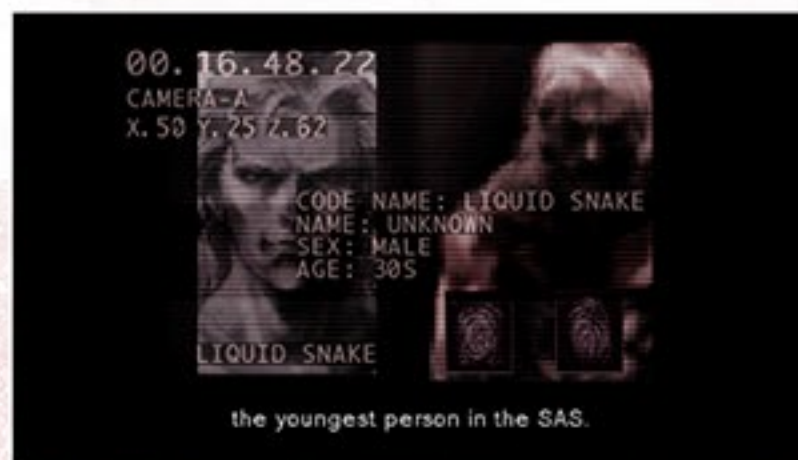 00.16.48.22
CAMERA-A
X.50 Y.25 Z.62
CODE NAME: LIQUID SNAKE
NAME: UNKNOWN
SEX: MALE
AGE: 30S
LIQUID SNAKE
the youngest person in the SAS.